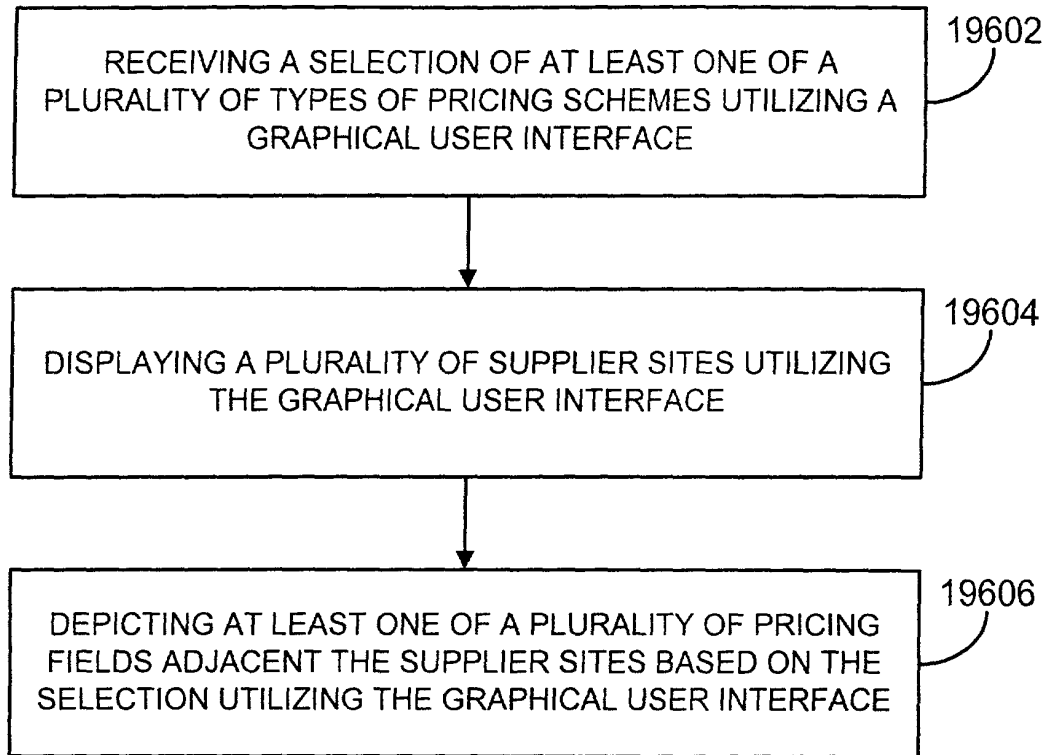 19602
RECEIVING A SELECTION OF AT LEAST ONE OF A
PLURALITY OF TYPES OF PRICING SCHEMES UTILIZING A
GRAPHICAL USER INTERFACE
19604
DISPLAYING A PLURALITY OF SUPPLIER SITES UTILIZING
THE GRAPHICAL USER INTERFACE
19606
DEPICTING AT LEAST ONE OF A PLURALITY OF PRICING
FIELDS ADJACENT THE SUPPLIER SITES BASED ON THE
SELECTION UTILIZING THE GRAPHICAL USER INTERFACE